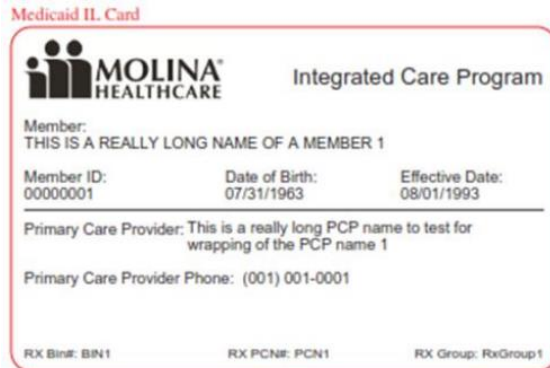 Medicaid IL Card
MOLINA®
HEALTHCARE
Integrated Care Program
Member:
THIS IS A REALLY LONG NAME OF A MEMBER 1
Member ID: Date of Birth: Effective Date:
00000001 07/31/1963 08/01/1993
Primary Care Provider: This is a really long PCP name to test for
wrapping of the PCP name 1
Primary Care Provider Phone: (001) 001-0001
RX Bin#: BIN1 RX PCN#: PCN1 RX Group: RxGroup1